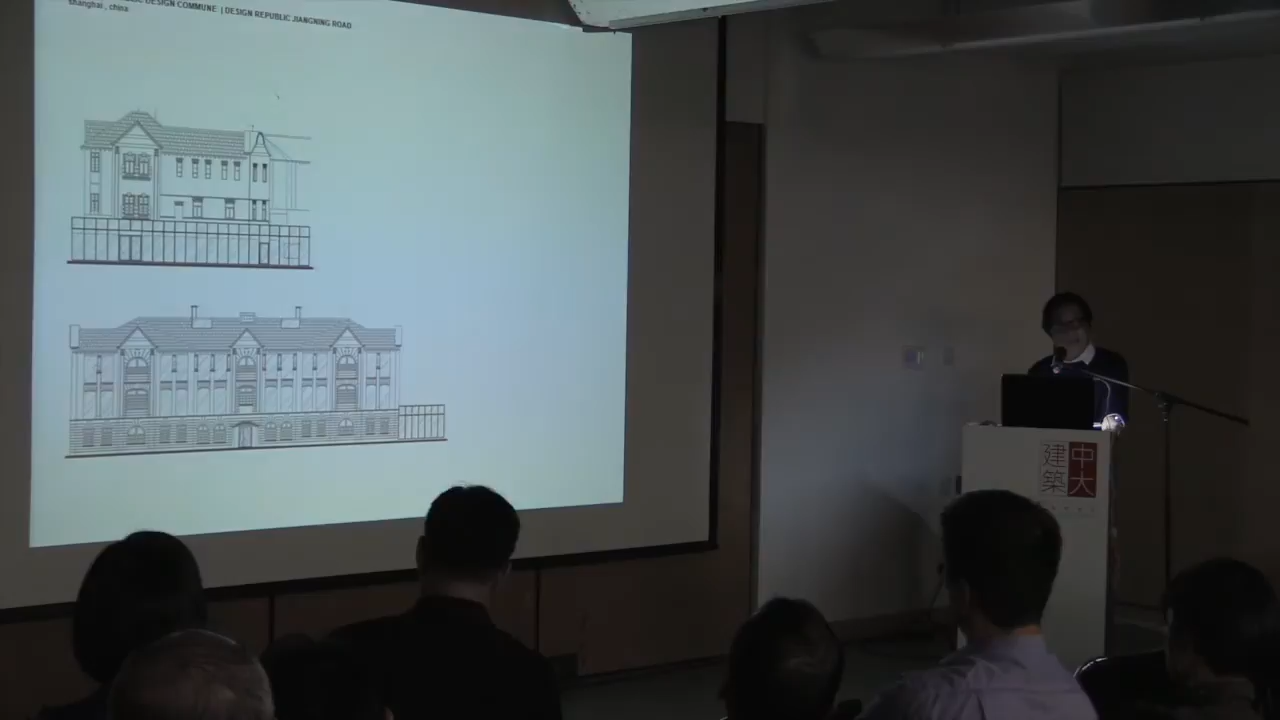 DESIGN COMMUNE | DESIGN REPUBLIC JIANGNING ROAD
shanghai, china
建築
中大